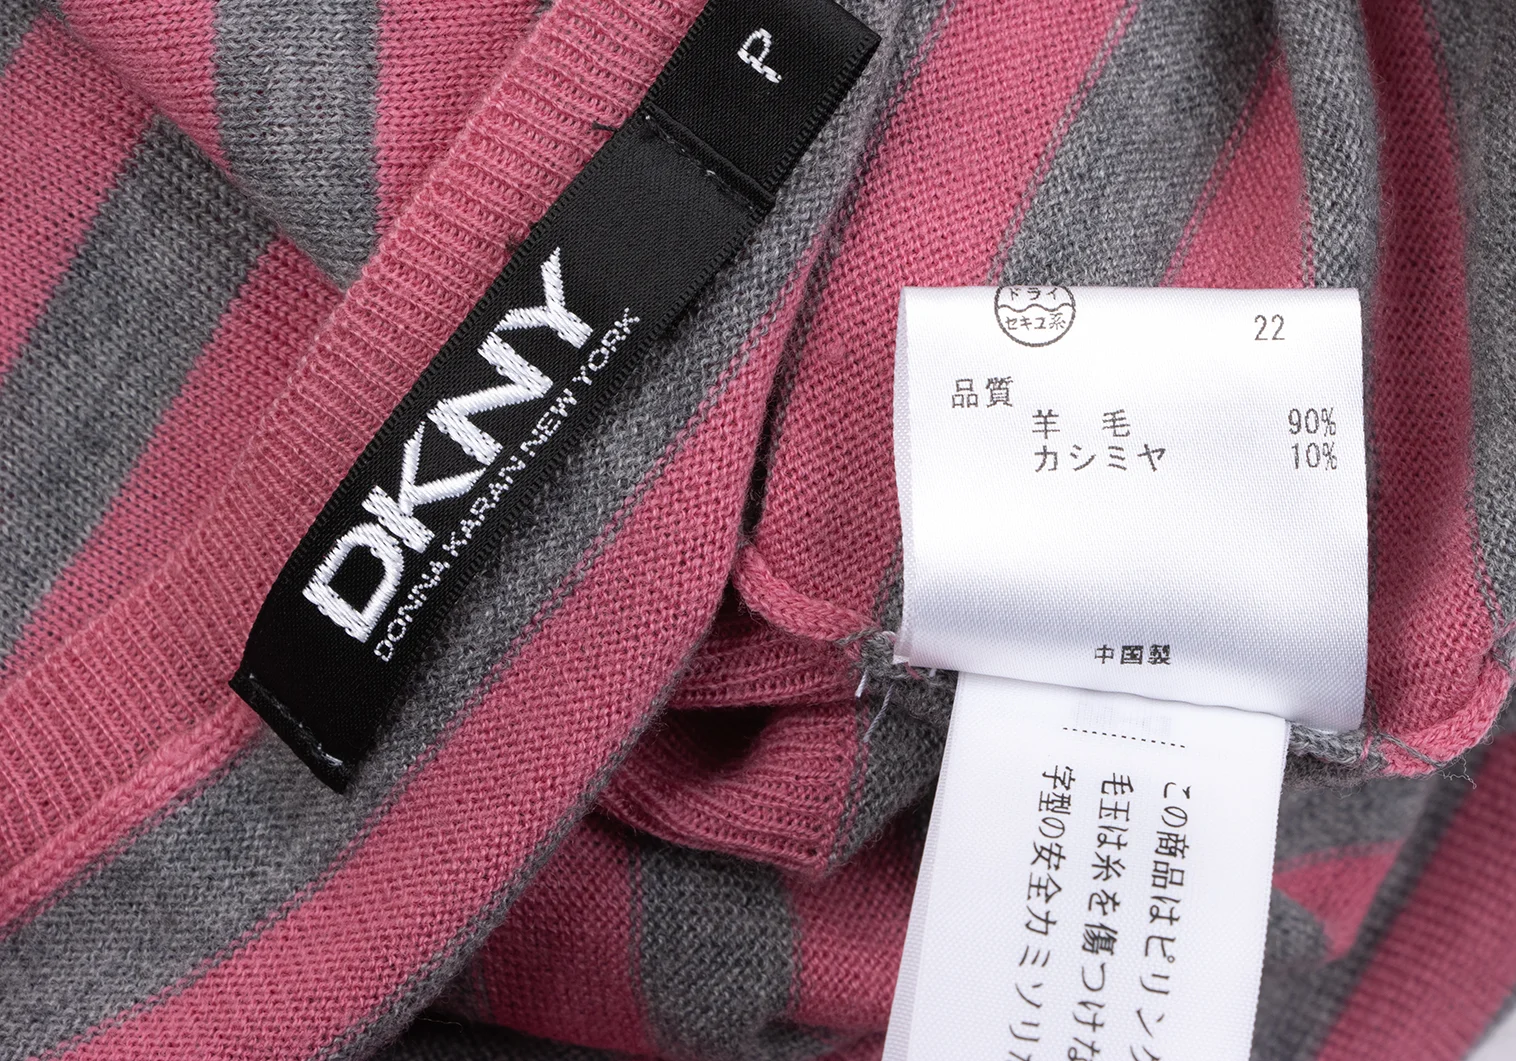 P
DKNY
DONNA KARAN NEW YORK
ドライ
セキユ系
22
品質
羊 毛 90%
カシミヤ 10%
中国製
この商品はピリング
毛玉は糸を傷つけな
字型の安全カミソリ